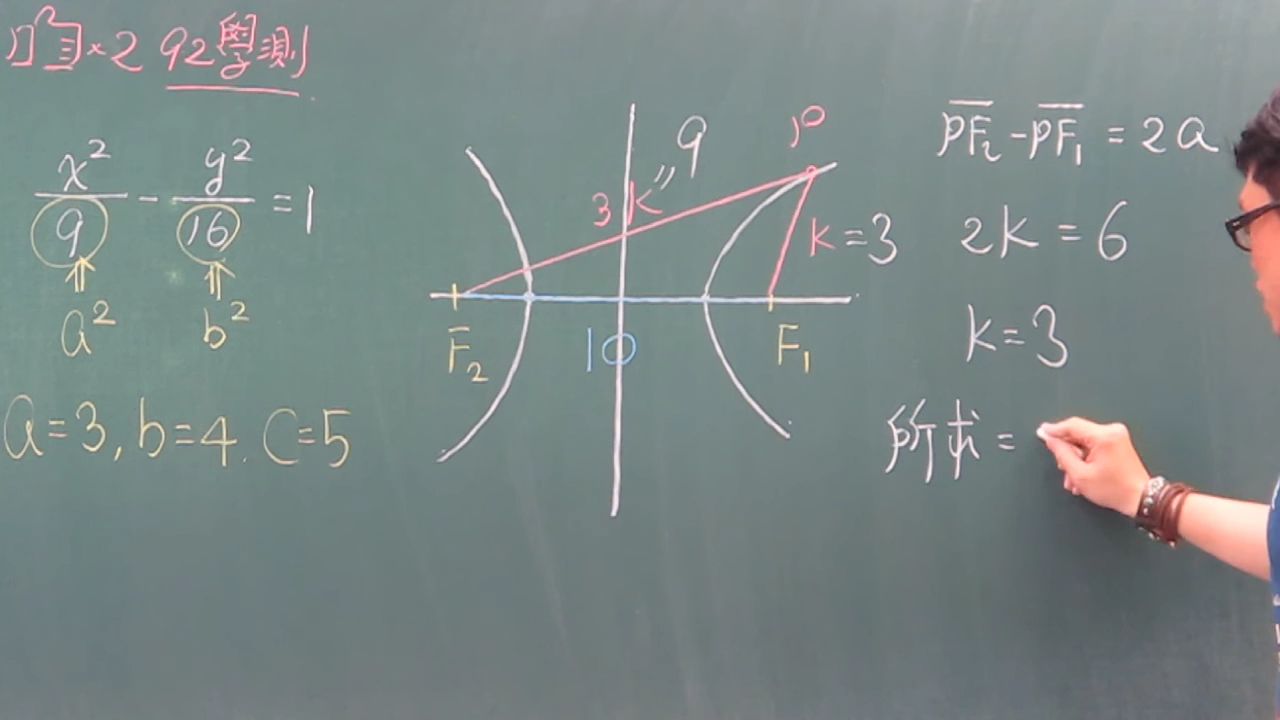 ×2 92學測
x²/9 - y²/16 = 1
a² b²
a=3, b=4. c=5
P
9
3k
k=3
F₂ 10 F₁
PF₂ - PF₁ = 2a
2k = 6
k=3
所求 =